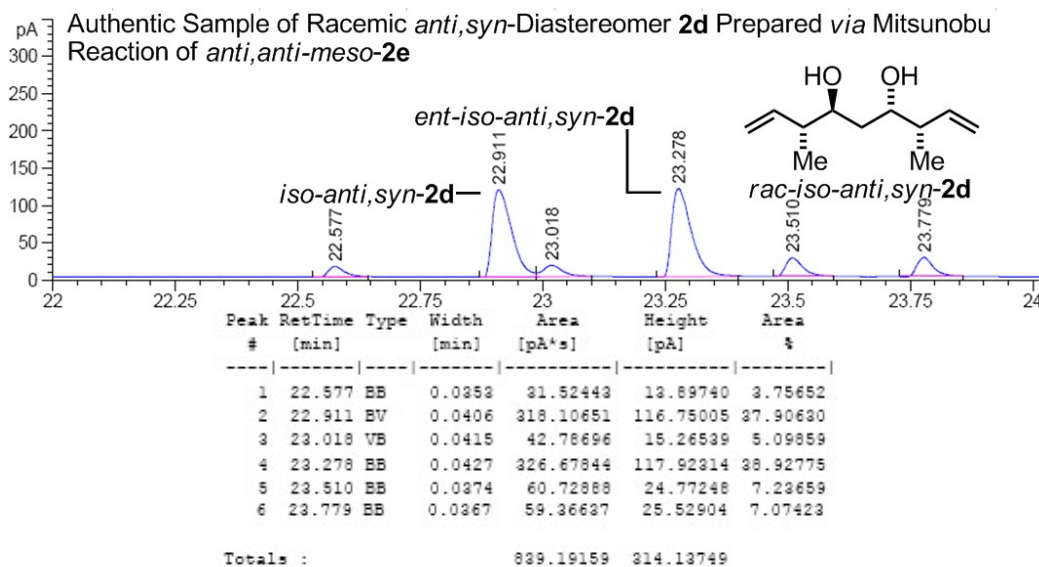 Authentic Sample of Racemic anti,syn-Diastereomer 2d Prepared via Mitsunobu
Reaction of anti,anti-meso-2e
pA
300
250
200
150
100
50
0
22 22.25 22.5 22.75 23 23.25 23.5 23.75 24
22.577
22.911
23.018
23.278
23.510
23.779
iso-anti,syn-2d
ent-iso-anti,syn-2d
HO OH
Me Me
rac-iso-anti,syn-2d
Peak RetTime Type Width Area Height Area
# [min] [min] [pA*s] [pA] %
----|-------|----|-------|----------|----------|--------|
1 22.577 BB 0.0353 31.52443 13.89740 3.75652
2 22.911 BV 0.0406 318.10651 116.75005 37.90630
3 23.018 VB 0.0415 42.78696 15.26539 5.09859
4 23.278 BB 0.0427 326.67844 117.92314 38.92775
5 23.510 BB 0.0374 60.72888 24.77248 7.23659
6 23.779 BB 0.0367 59.36637 25.52904 7.07423
Totals : 839.19159 314.13749